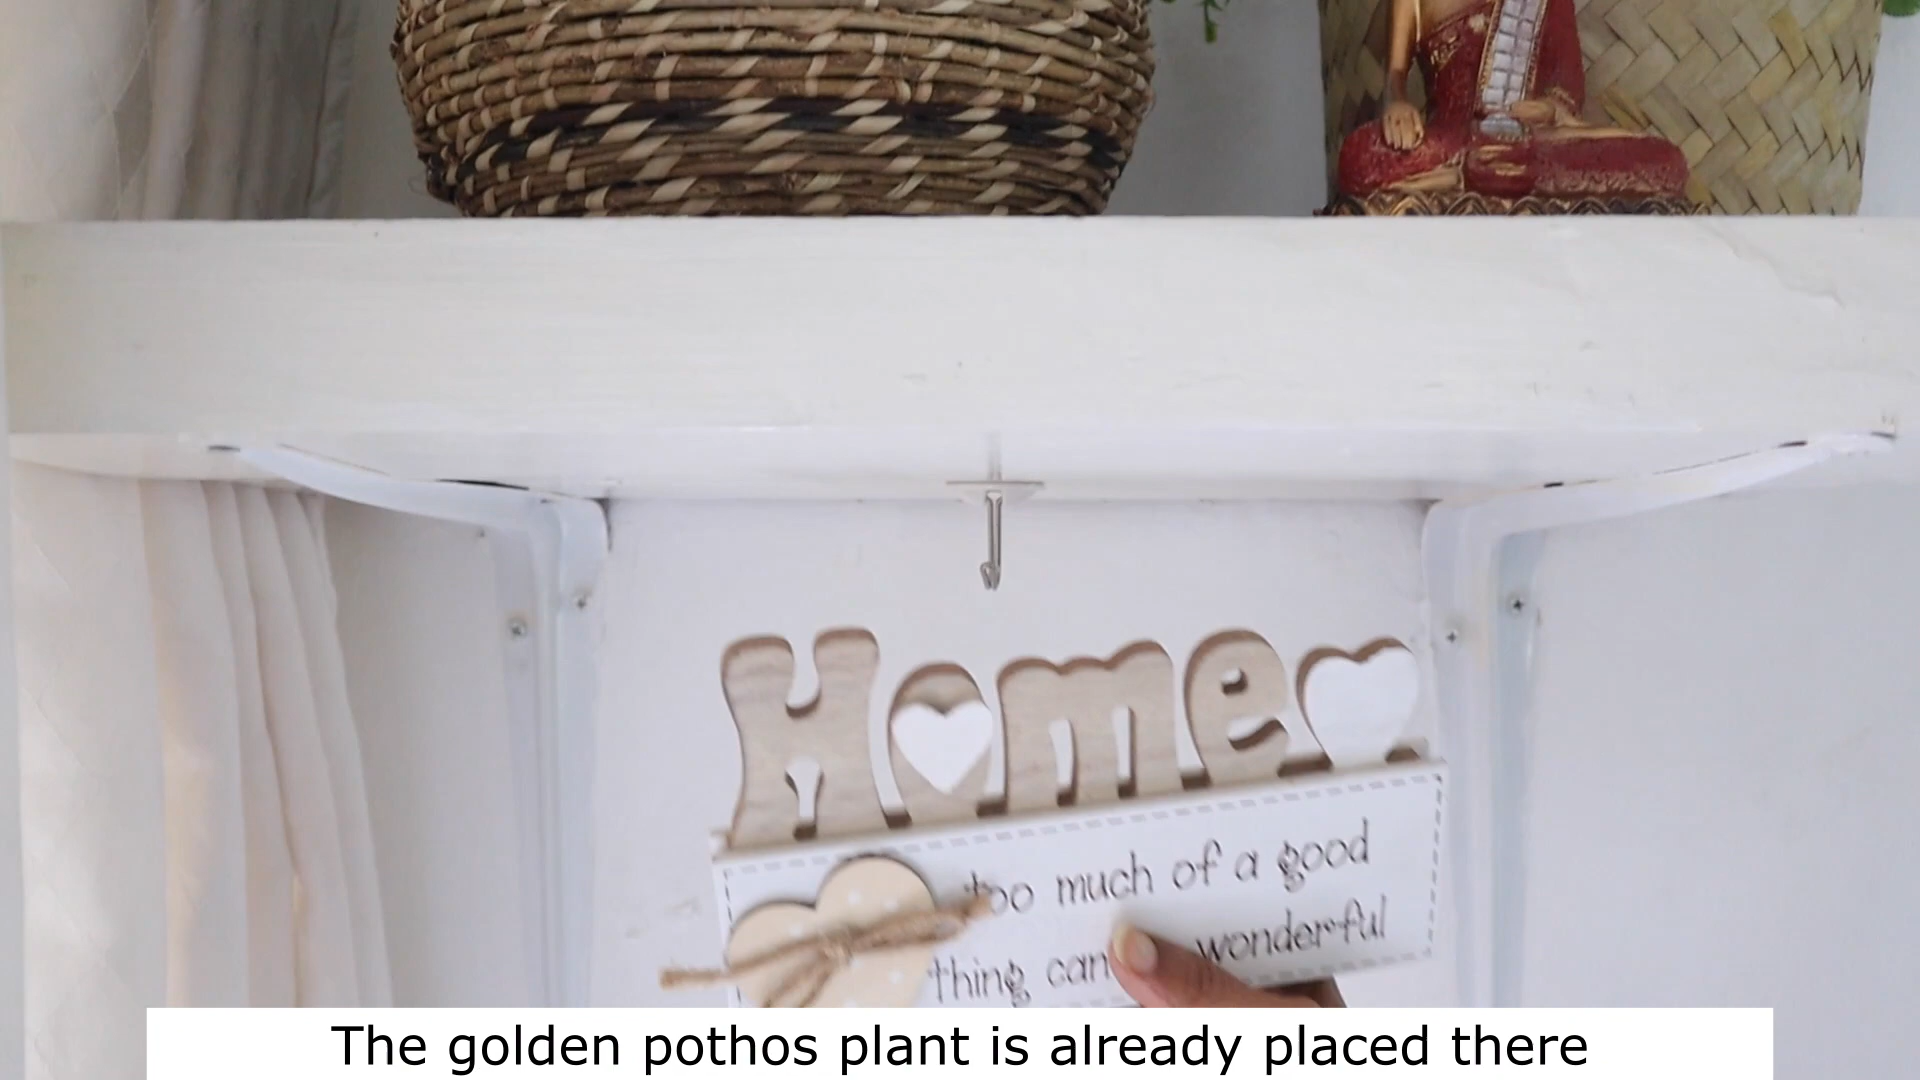 Home
too much of a good
thing can wonderful
The golden pothos plant is already placed there